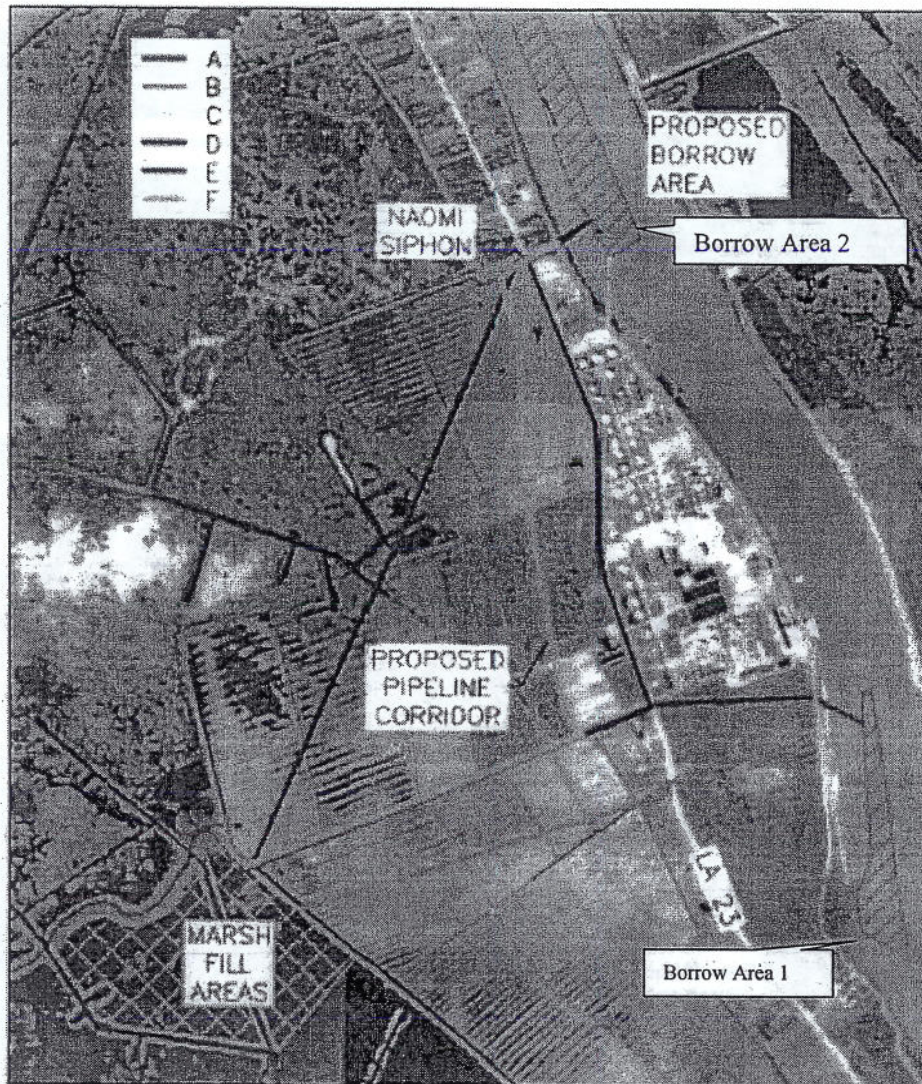 A
B
C
D
E
F
PROPOSED
BORROW
AREA
NAOMI
SIPHON
Borrow Area 2
PROPOSED
PIPELINE
CORRIDOR
LA 23
MARSH
FILL
AREAS
Borrow Area 1